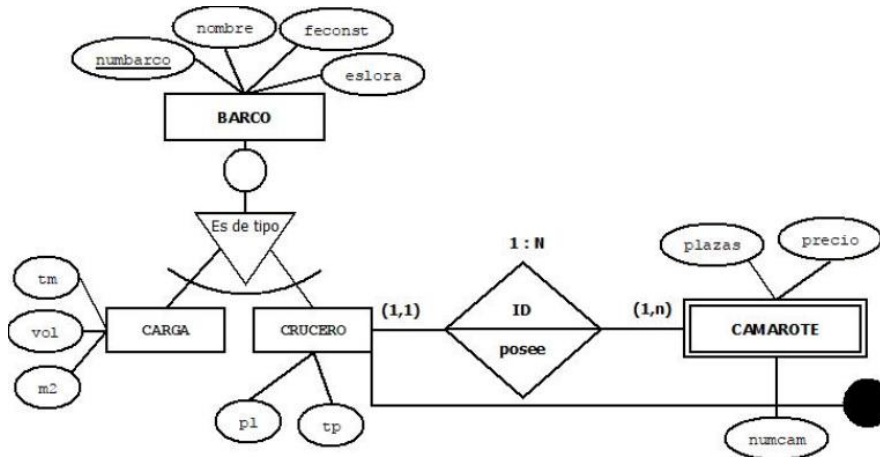 nombre
feconst
numbarco
eslora
BARCO
Es de tipo
1 : N
plazas
precio
tm
vol
m2
CARGA
CRUCERO
(1,1)
ID
posee
(1,n)
CAMAROTE
pl
tp
numcam